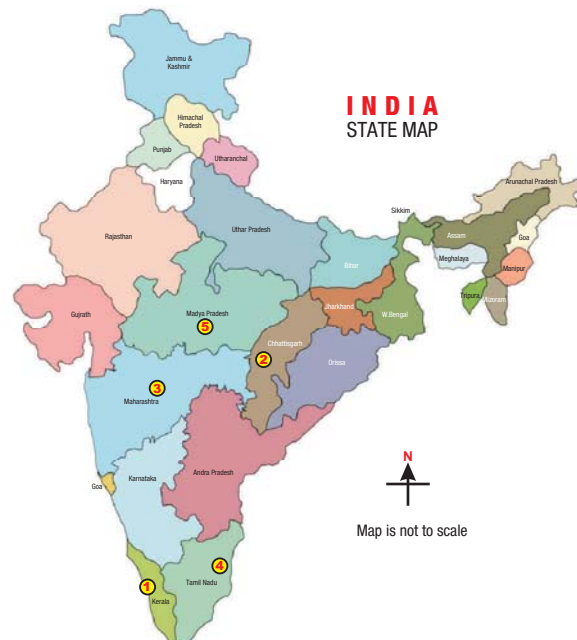 Jammu &
Kashmir
INDIA
STATE MAP
Himachal
Pradesh
Punjab
Utharanchal
Haryana
Arunachal Pradesh
Sikkim
Rajasthan
Uthar Pradesh
Assam
Goa
Bihar
Meghalaya
Manipur
Gujrath
Madya Pradesh
Jharkhand
Tripura
Mizoram
W.Bengal
5
Chhattisgarh
2
Orissa
3
Maharashtra
N
Karnataka
Andra Pradesh
Goa
Map is not to scale
4
Tamil Nadu
1
Kerala